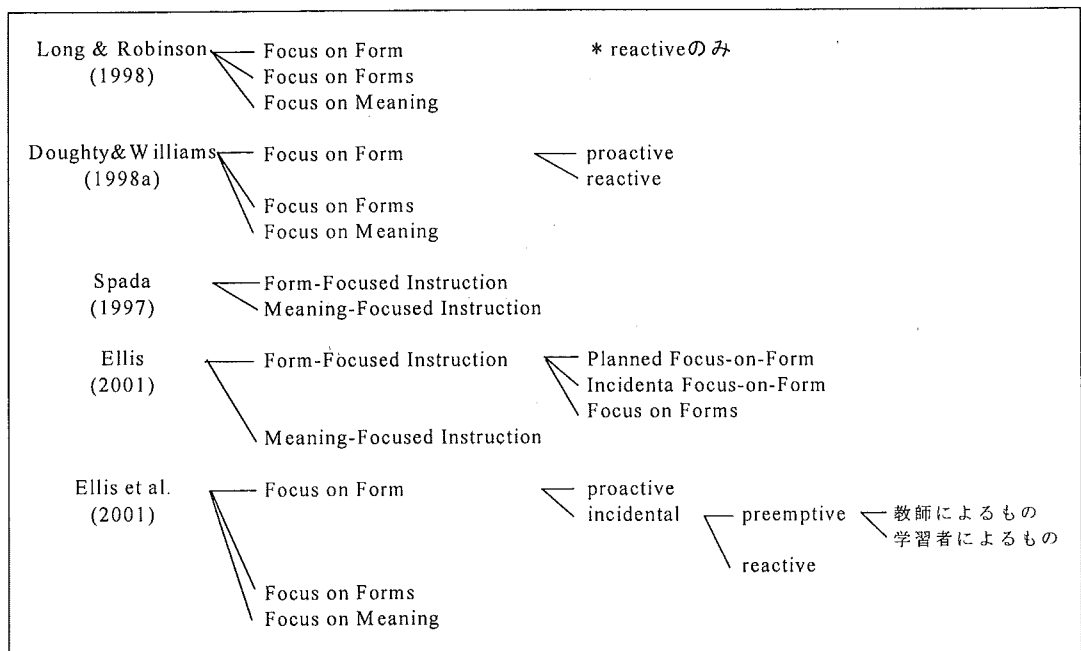 Long & Robinson Focus on Form * reactiveのみ
(1998) Focus on Forms
Focus on Meaning
Doughty&Williams Focus on Form proactive
(1998a) reactive
Focus on Forms
Focus on Meaning
Spada Form-Focused Instruction
(1997) Meaning-Focused Instruction
Ellis Form-Focused Instruction Planned Focus-on-Form
(2001) Incidenta Focus-on-Form
Focus on Forms
Meaning-Focused Instruction
Ellis et al. Focus on Form proactive
(2001) incidental preemptive 教師によるもの
学習者によるもの
reactive
Focus on Forms
Focus on Meaning